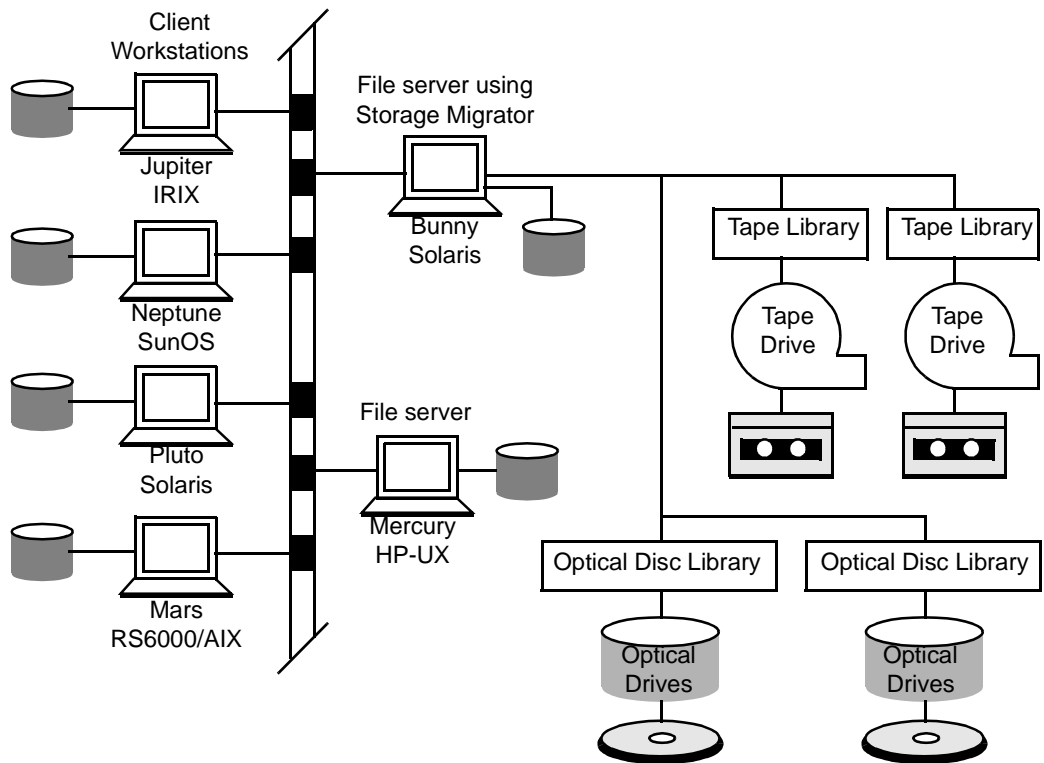 Client
Workstations
Jupiter
IRIX
Neptune
SunOS
Pluto
Solaris
Mars
RS6000/AIX
File server using
Storage Migrator
Bunny
Solaris
File server
Mercury
HP-UX
Tape Library
Tape Library
Tape
Drive
Tape
Drive
Optical Disc Library
Optical Disc Library
Optical
Drives
Optical
Drives